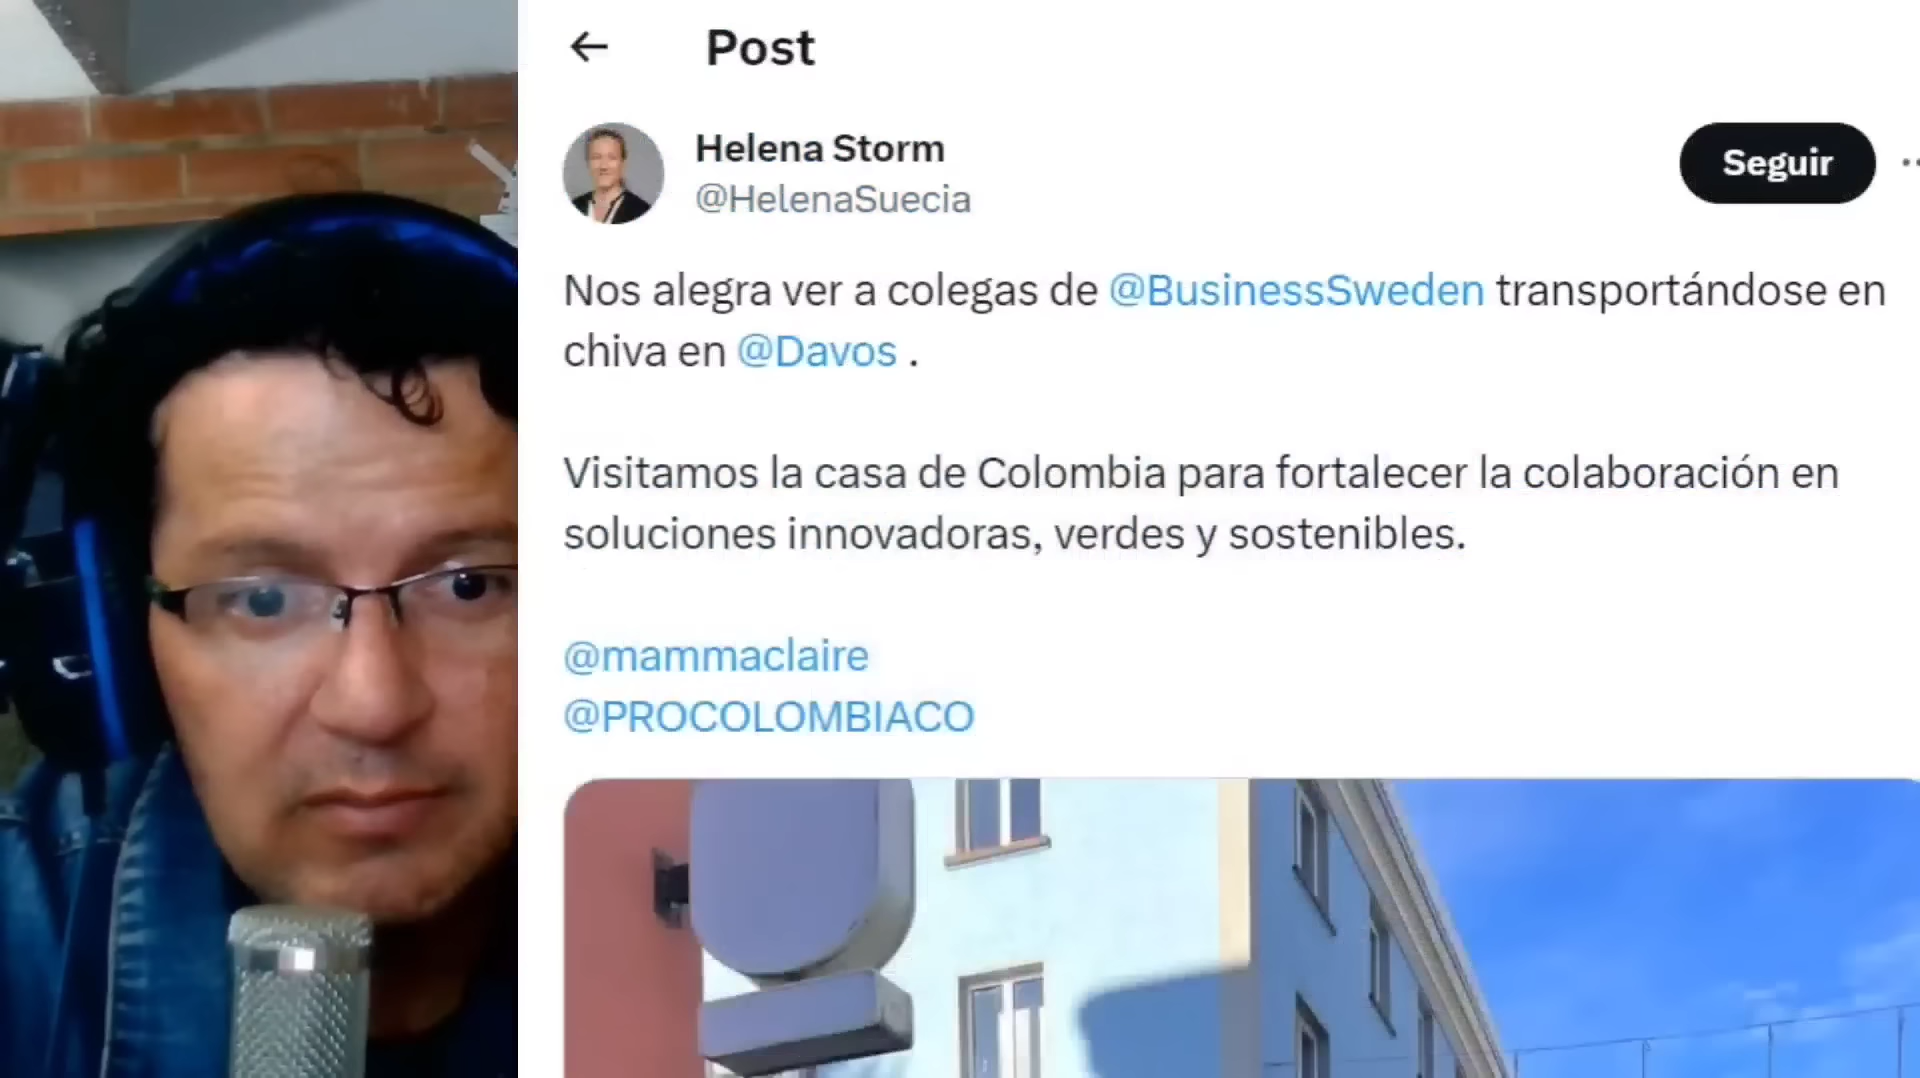 Post
Helena Storm
@HelenaSuecia
Seguir
Nos alegra ver a colegas de @BusinessSweden transportándose en
chiva en @Davos .
Visitamos la casa de Colombia para fortalecer la colaboración en
soluciones innovadoras, verdes y sostenibles.
@mammaclaire
@PROCOLOMBIACO